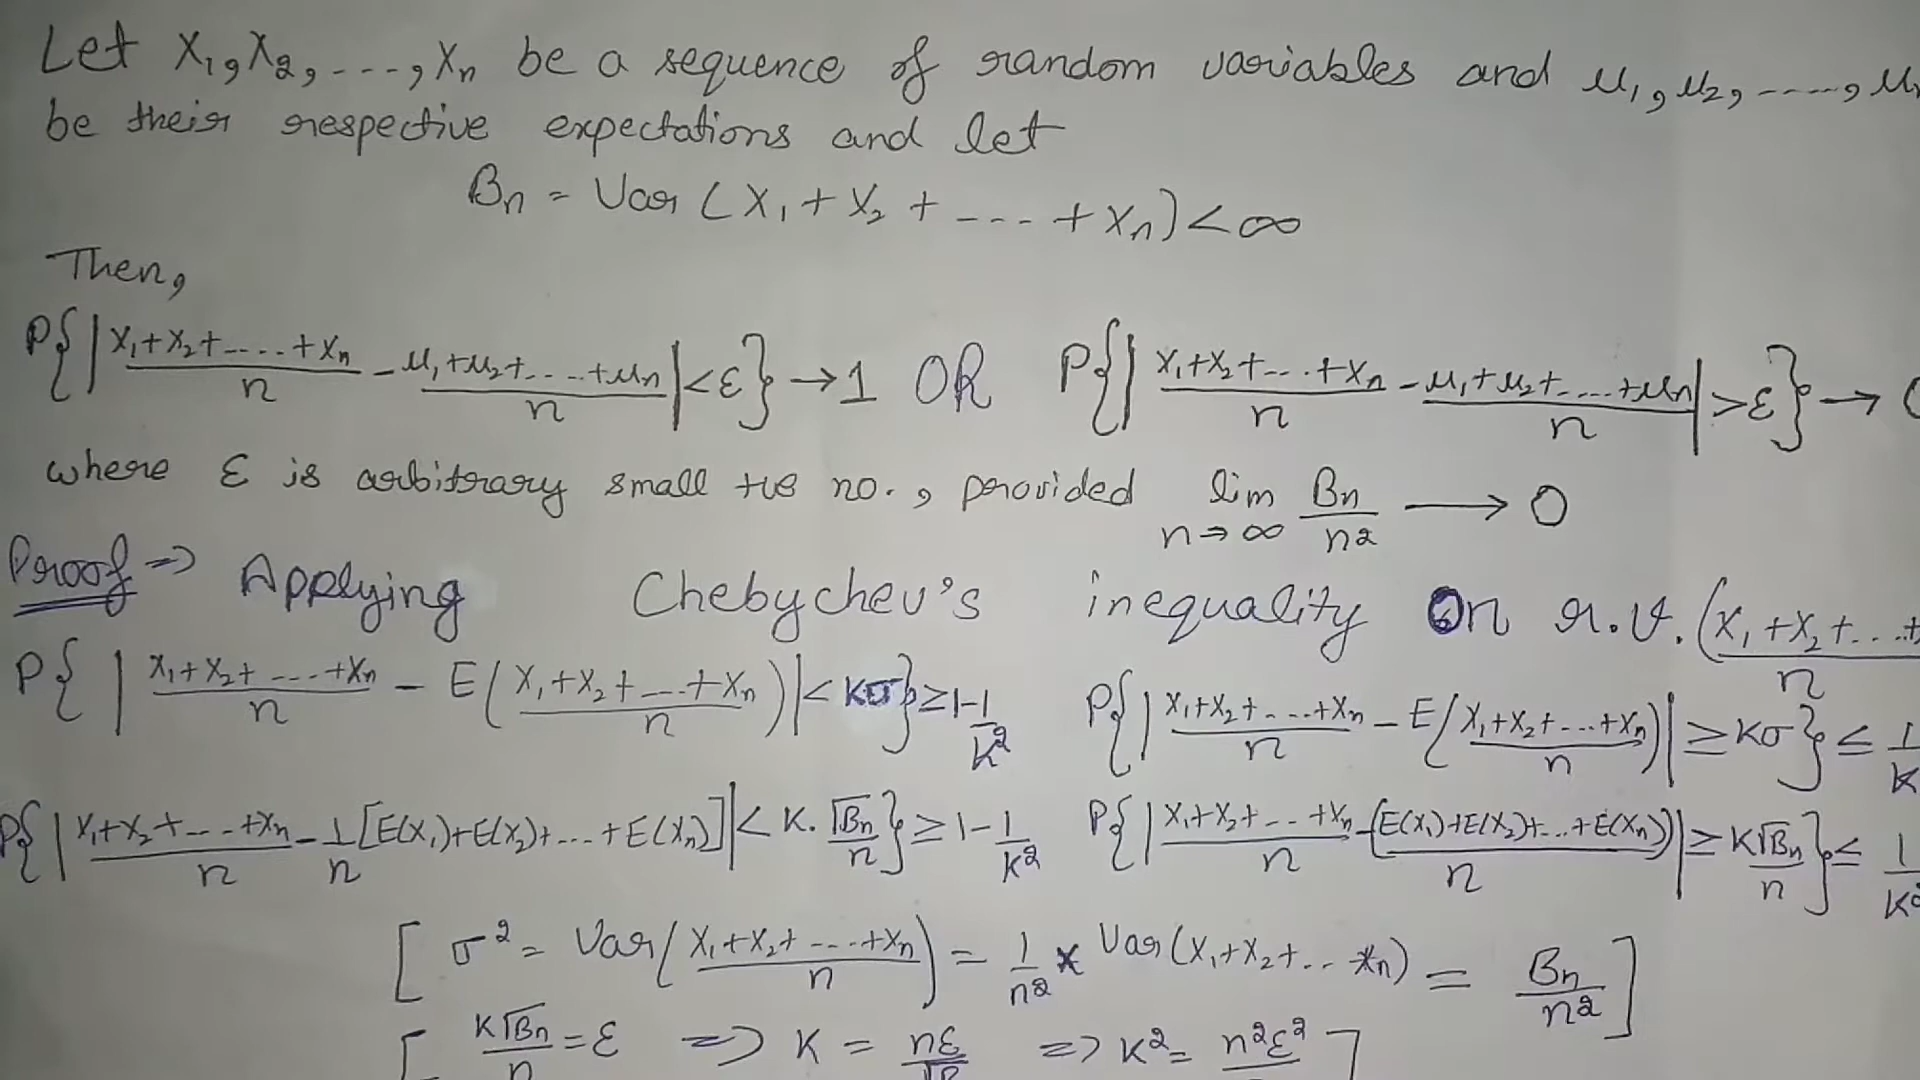 Let X₁, X₂, ----, Xₙ be a sequence of random variables and μ₁, μ₂, ----,
be their respective expectations and let
Bₙ = Var (X₁ + X₂ + ---- + Xₙ) < ∞
Then,
P{|(X₁+X₂+----+Xₙ)/n - (μ₁+μ₂+----+μₙ)/n| < ε} → 1 OR P{|(X₁+X₂+---+Xₙ)/n - (μ₁+μ₂+----+μₙ)/n| > ε} →
where ε is arbitrary small +ve no., provided lim n→∞ Bₙ/n² → 0
Proof ⇒ Applying Chebychev's inequality On r.v. (X₁+X₂+...+ /n
P{|(X₁+X₂+----+Xₙ)/n - E((X₁+X₂+---+Xₙ)/n)| < Kσ} ≥ 1-1/K² P{|(X₁+X₂+----+Xₙ)/n - E((X₁+X₂+---+Xₙ)/n)| ≥ Kσ} ≤ 1/K
P{|(X₁+X₂+---+Xₙ)/n - 1/n [E(X₁)+E(X₂)+...+E(Xₙ)]| < K.√Bₙ/n} ≥ 1-1/K² P{|(X₁+X₂+--+Xₙ)/n - (E(X₁)+E(X₂)+...+E(Xₙ))/n| ≥ K√Bₙ/n} ≤ 1/K²
[σ² = Var((X₁+X₂+----+Xₙ)/n) = 1/n² × Var(X₁+X₂+..+Xₙ) = Bₙ/n²]
[K√Bₙ/n = ε ⇒ K = nε/√B ⇒ K² = n²ε²]